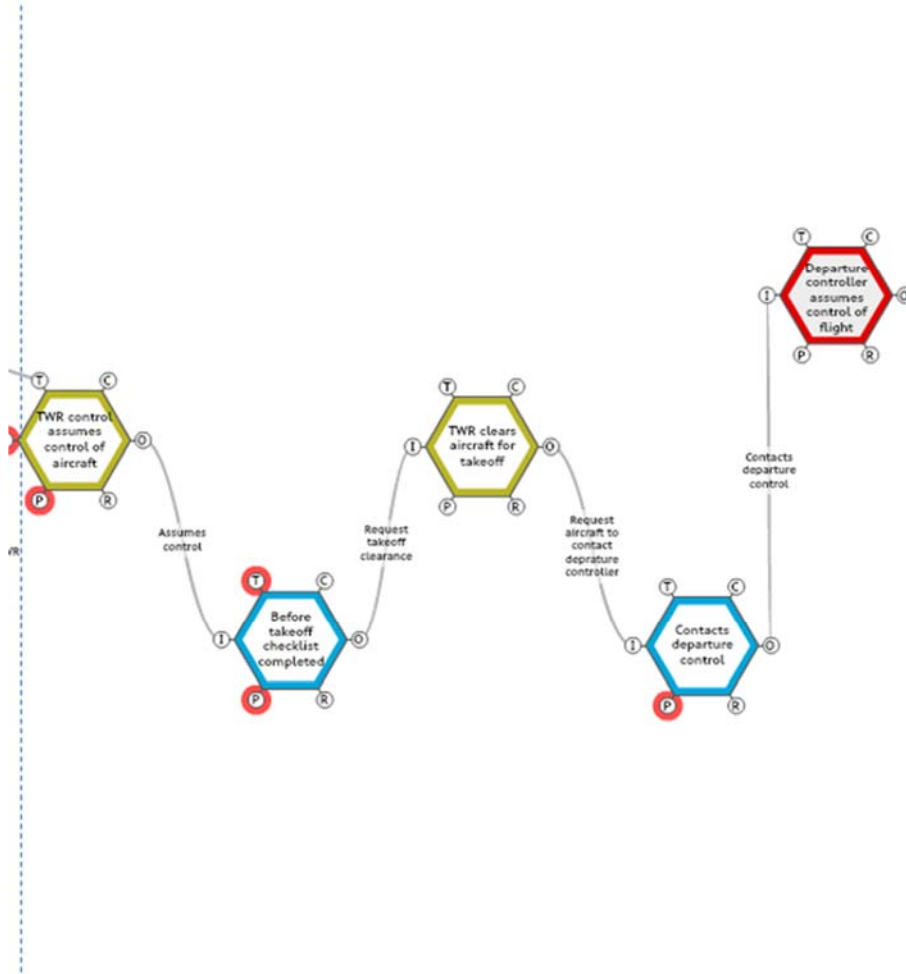 T
C
Departure
controller
assumes
control of
flight
I
O
P
R
T
C
TWR control
assumes
control of
aircraft
O
P
R
T
C
TWR clears
aircraft for
takeoff
I
O
P
R
Contacts
departure
control
Assumes
control
Request
takeoff
clearance
Request
aircraft to
contact
deprature
controller
T
C
Before
takeoff
checklist
completed
I
O
P
R
T
C
Contacts
departure
control
I
O
P
R